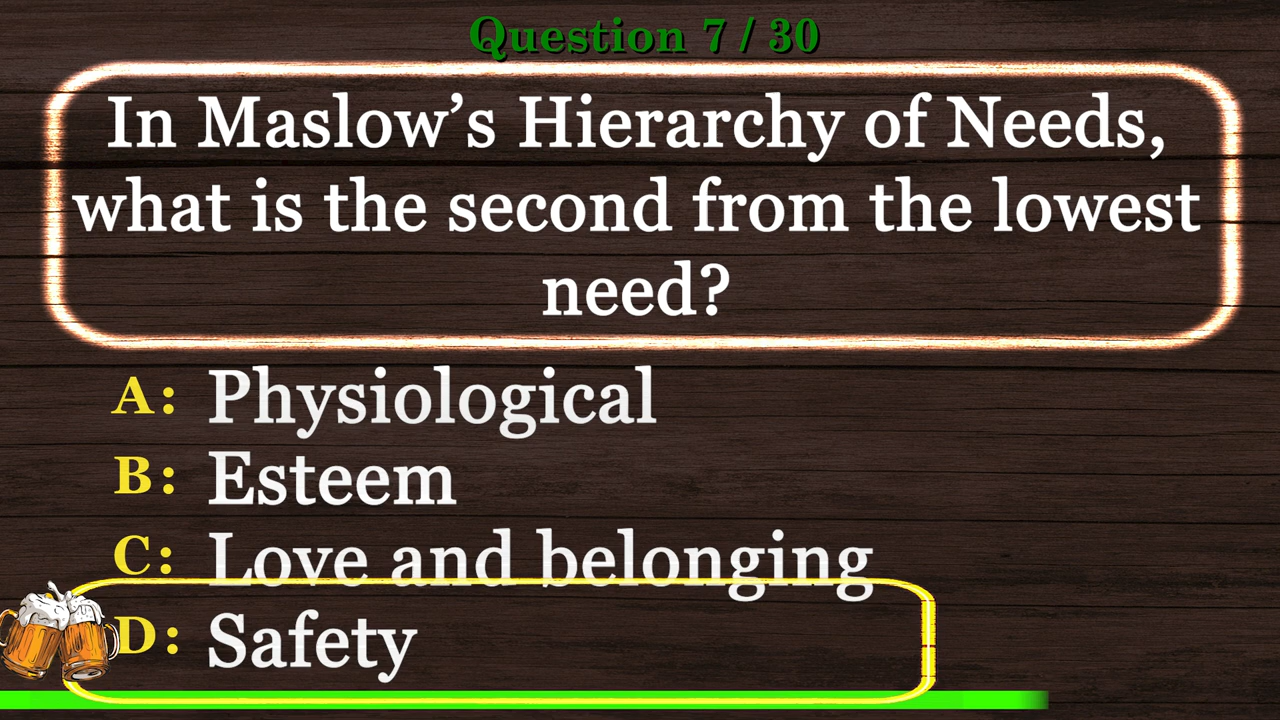 Question 7 / 30
In Maslow’s Hierarchy of Needs,
what is the second from the lowest
need?
A: Physiological
B: Esteem
C: Love and belonging
D: Safety